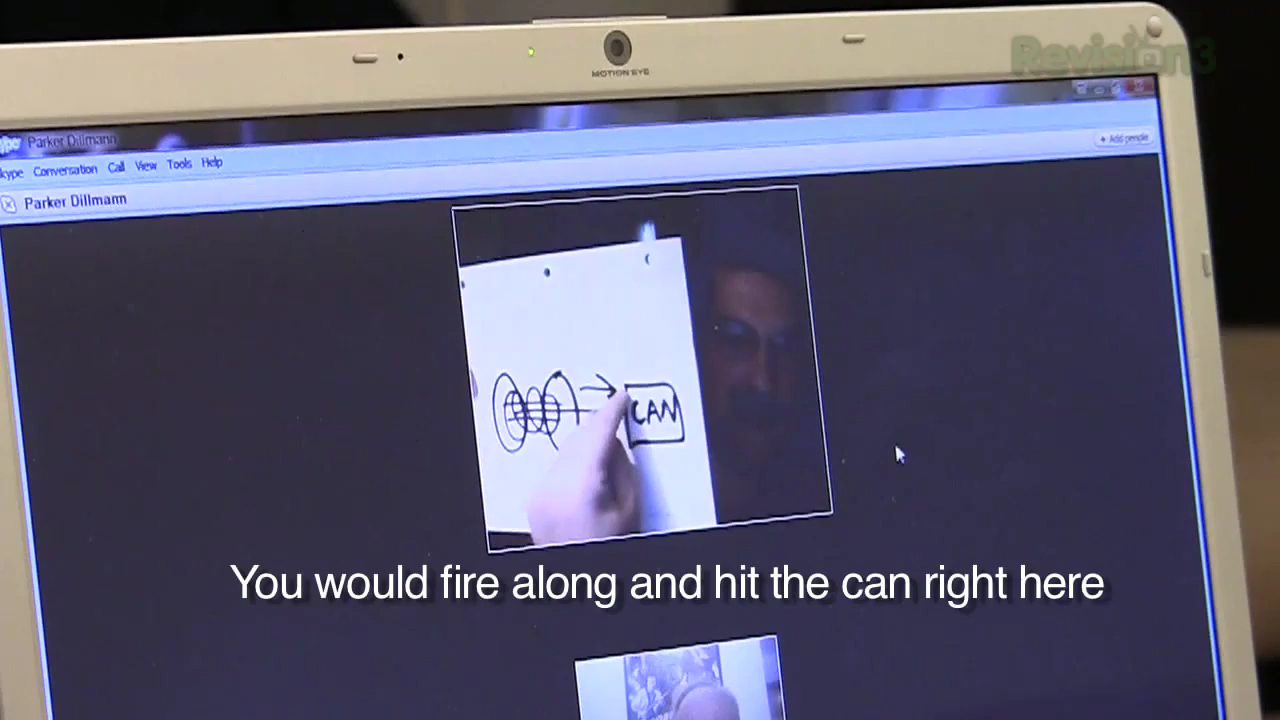 Revision3
MOTION EYE
Parker Dillmann
Add people
Conversation Call View Tools Help
Parker Dillmann
CAN
You would fire along and hit the can right here